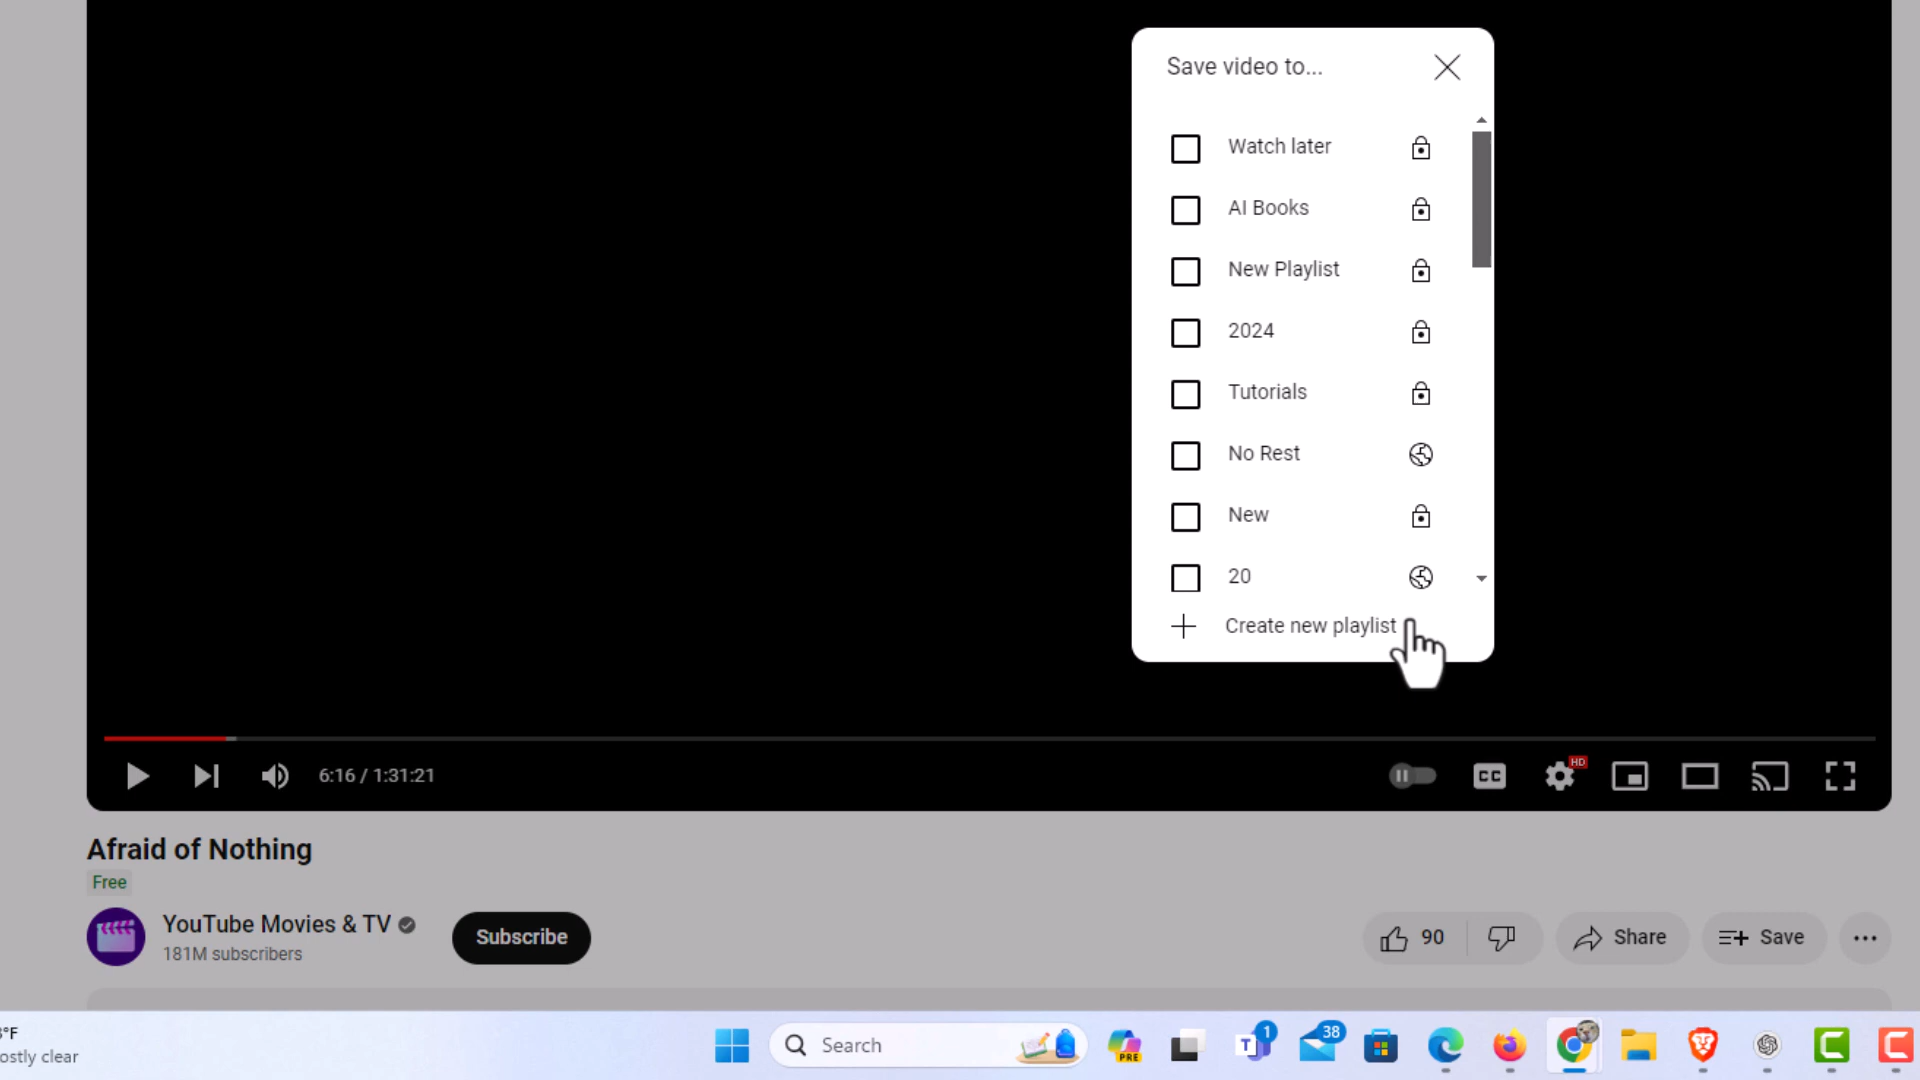 Save video to...
Watch later
AI Books
New Playlist
2024
Tutorials
No Rest
New
20
Create new playlist
6:16 / 1:31:21
CC
HD
Afraid of Nothing
Free
YouTube Movies & TV
181M subscribers
Subscribe
90
Share
Save
°F
ostly clear
Search
PRE
T
1
38